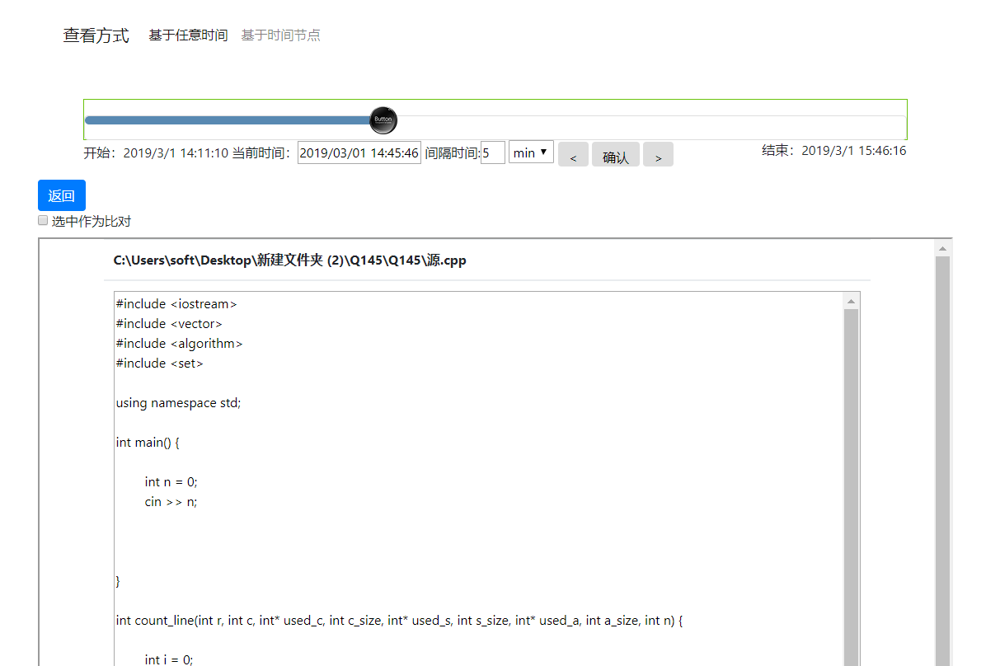 查看方式 基于任意时间 基于时间节点
Button
开始：2019/3/1 14:11:10 当前时间： 2019/03/01 14:45:46 间隔时间:5 min ▼ < 确认 > 结束：2019/3/1 15:46:16
返回
选中作为比对
C:\Users\soft\Desktop\新建文件夹 (2)\Q145\Q145\源.cpp
#include <iostream>
#include <vector>
#include <algorithm>
#include <set>
using namespace std;
int main() {
int n = 0;
cin >> n;
}
int count_line(int r, int c, int* used_c, int c_size, int* used_s, int s_size, int* used_a, int a_size, int n) {
int i = 0;